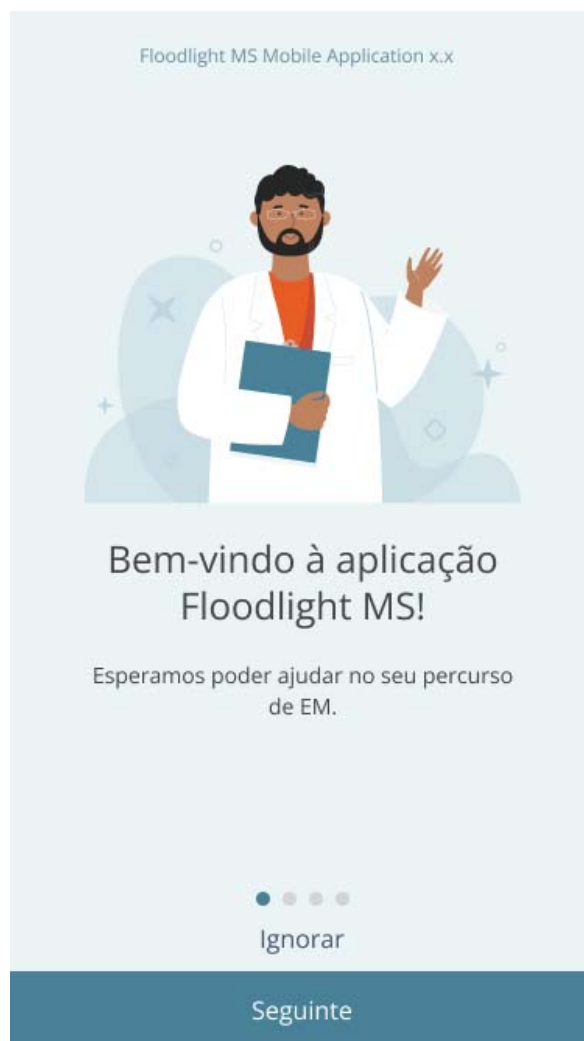 Floodlight MS Mobile Application x.x
Bem-vindo à aplicação
Floodlight MS!
Esperamos poder ajudar no seu percurso
de EM.
Ignorar
Seguinte